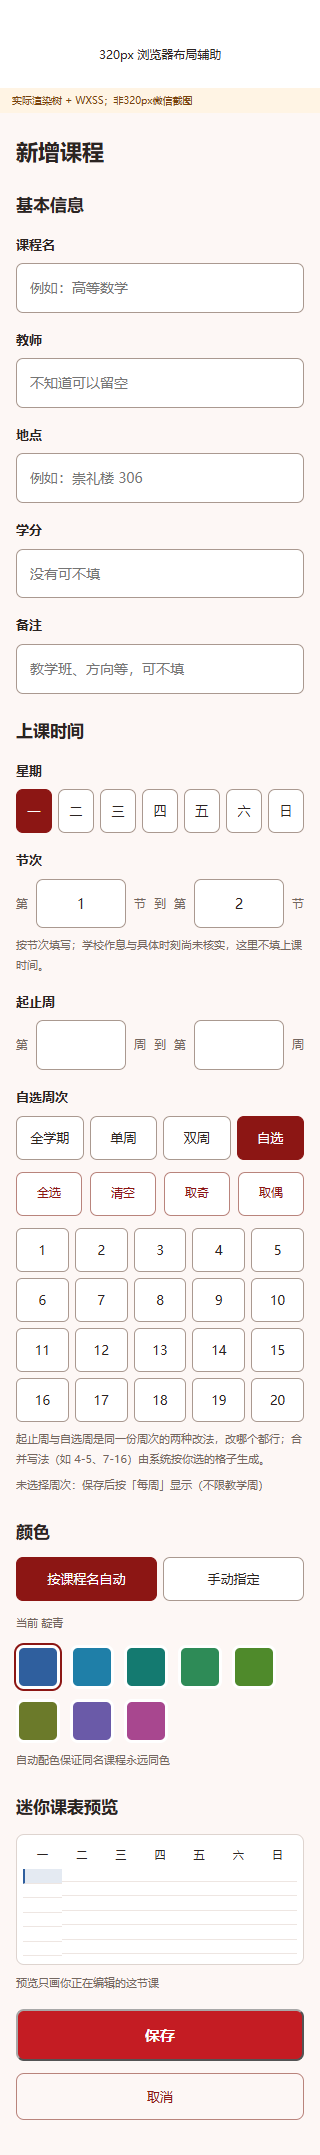 320px 浏览器布局辅助
实际渲染树 + WXSS；非320px微信截图
新增课程
基本信息
课程名
例如：高等数学
教师
不知道可以留空
地点
例如：崇礼楼 306
学分
没有可不填
备注
教学班、方向等，可不填
上课时间
星期
一 二 三 四 五 六 日
节次
第 1 节 到 第 2 节
按节次填写；学校作息与具体时刻尚未核实，这里不填上课
时间。
起止周
第 周 到 第 周
自选周次
全学期 单周 双周 自选
全选 清空 取奇 取偶
1 2 3 4 5
6 7 8 9 10
11 12 13 14 15
16 17 18 19 20
起止周与自选周是同一份周次的两种改法，改哪个都行；合
并写法（如 4-5、7-16）由系统按你选的格子生成。
未选择周次：保存后按「每周」显示（不限教学周）
颜色
按课程名自动 手动指定
当前 靛青
自动配色保证同名课程永远同色
迷你课表预览
一 二 三 四 五 六 日
预览只画你正在编辑的这节课
保存
取消